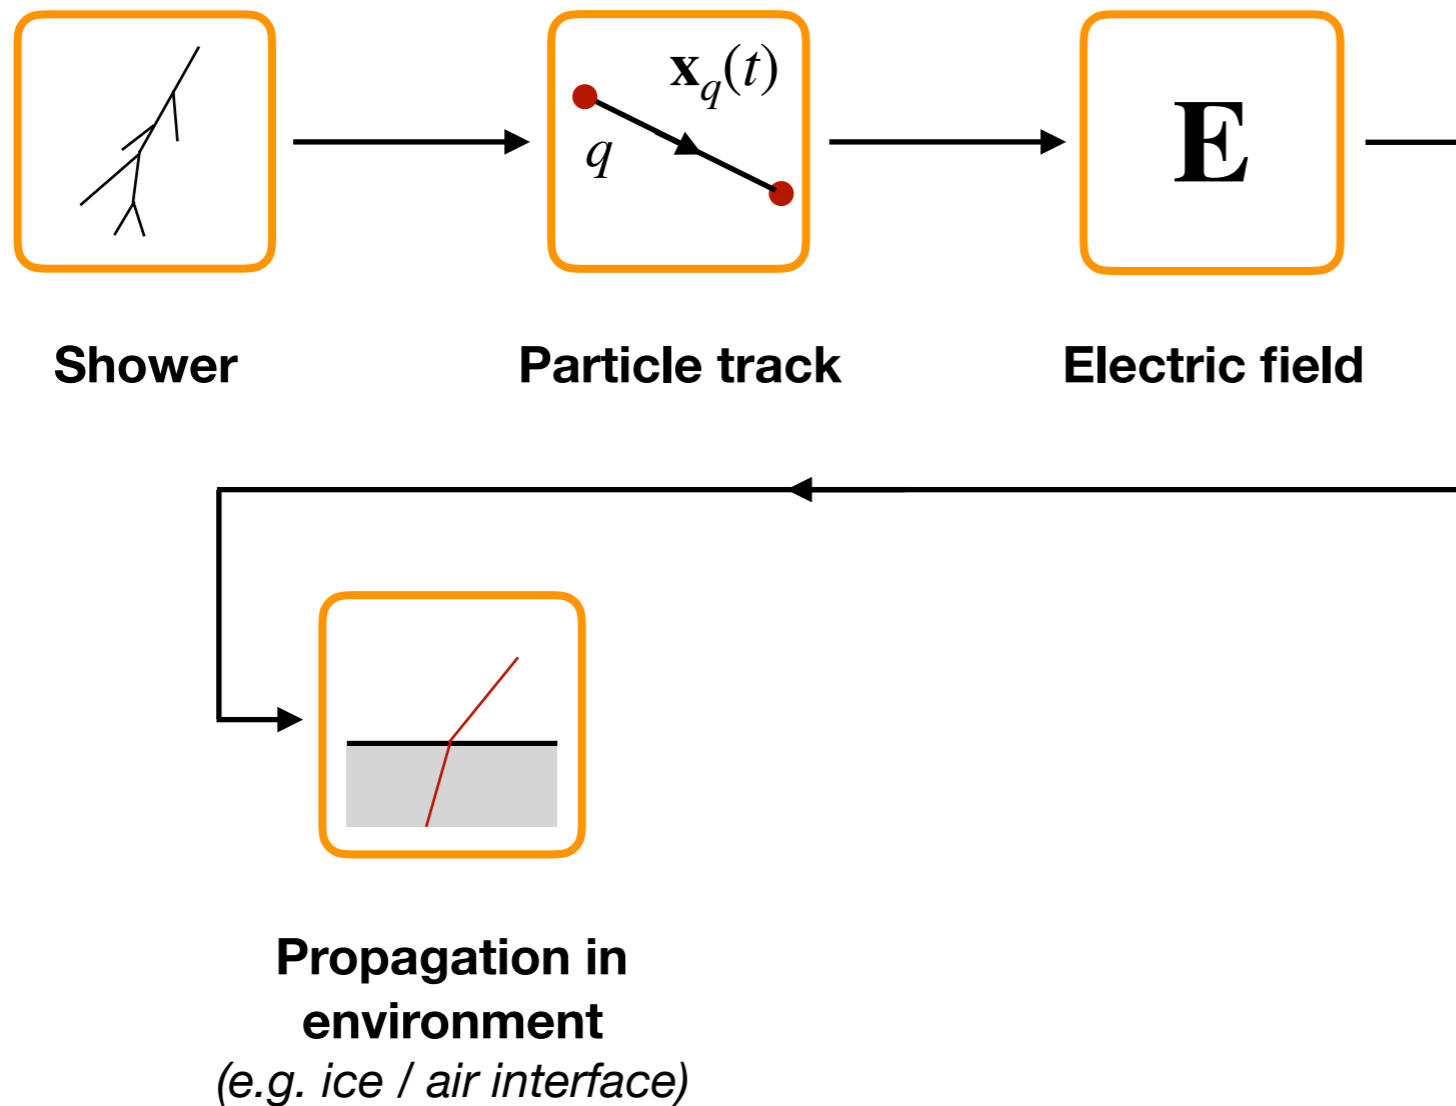 𝐱_q(t)
q
E
Shower
Particle track
Electric field
Propagation in
environment
(e.g. ice / air interface)